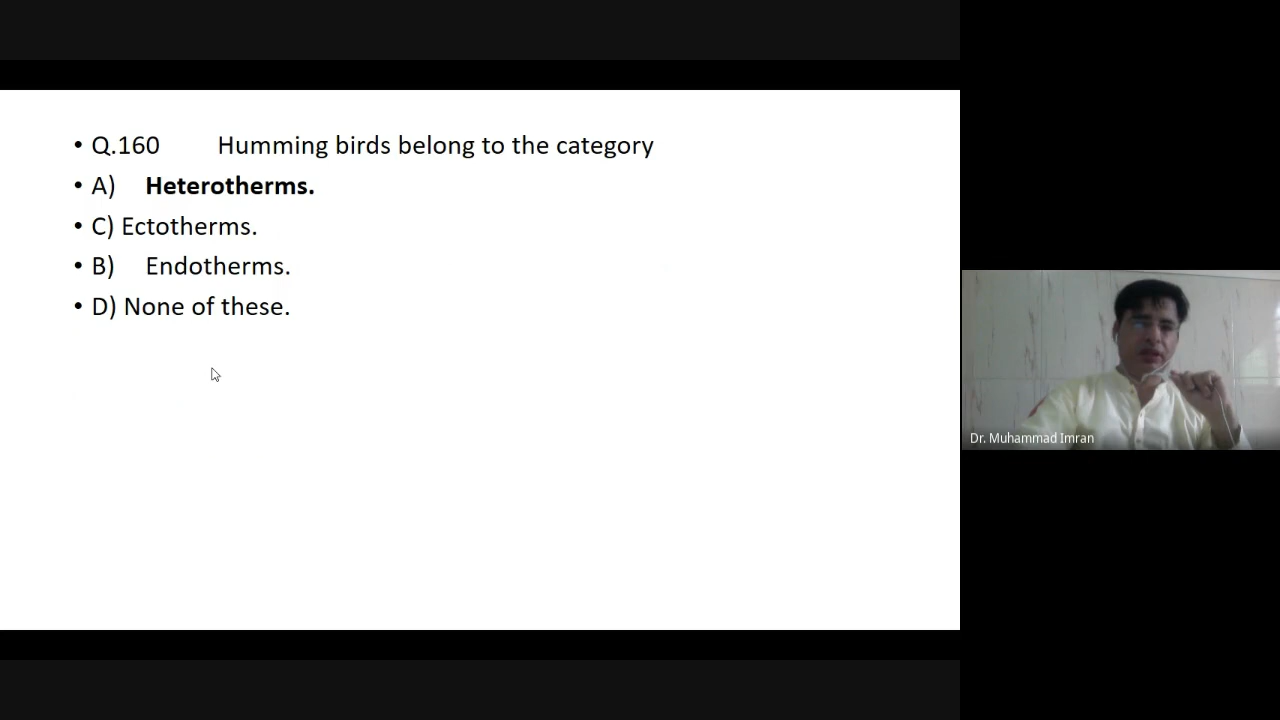 • Q.160 Humming birds belong to the category
• A) Heterotherms.
• C) Ectotherms.
• B) Endotherms.
• D) None of these.
Dr. Muhammad Imran